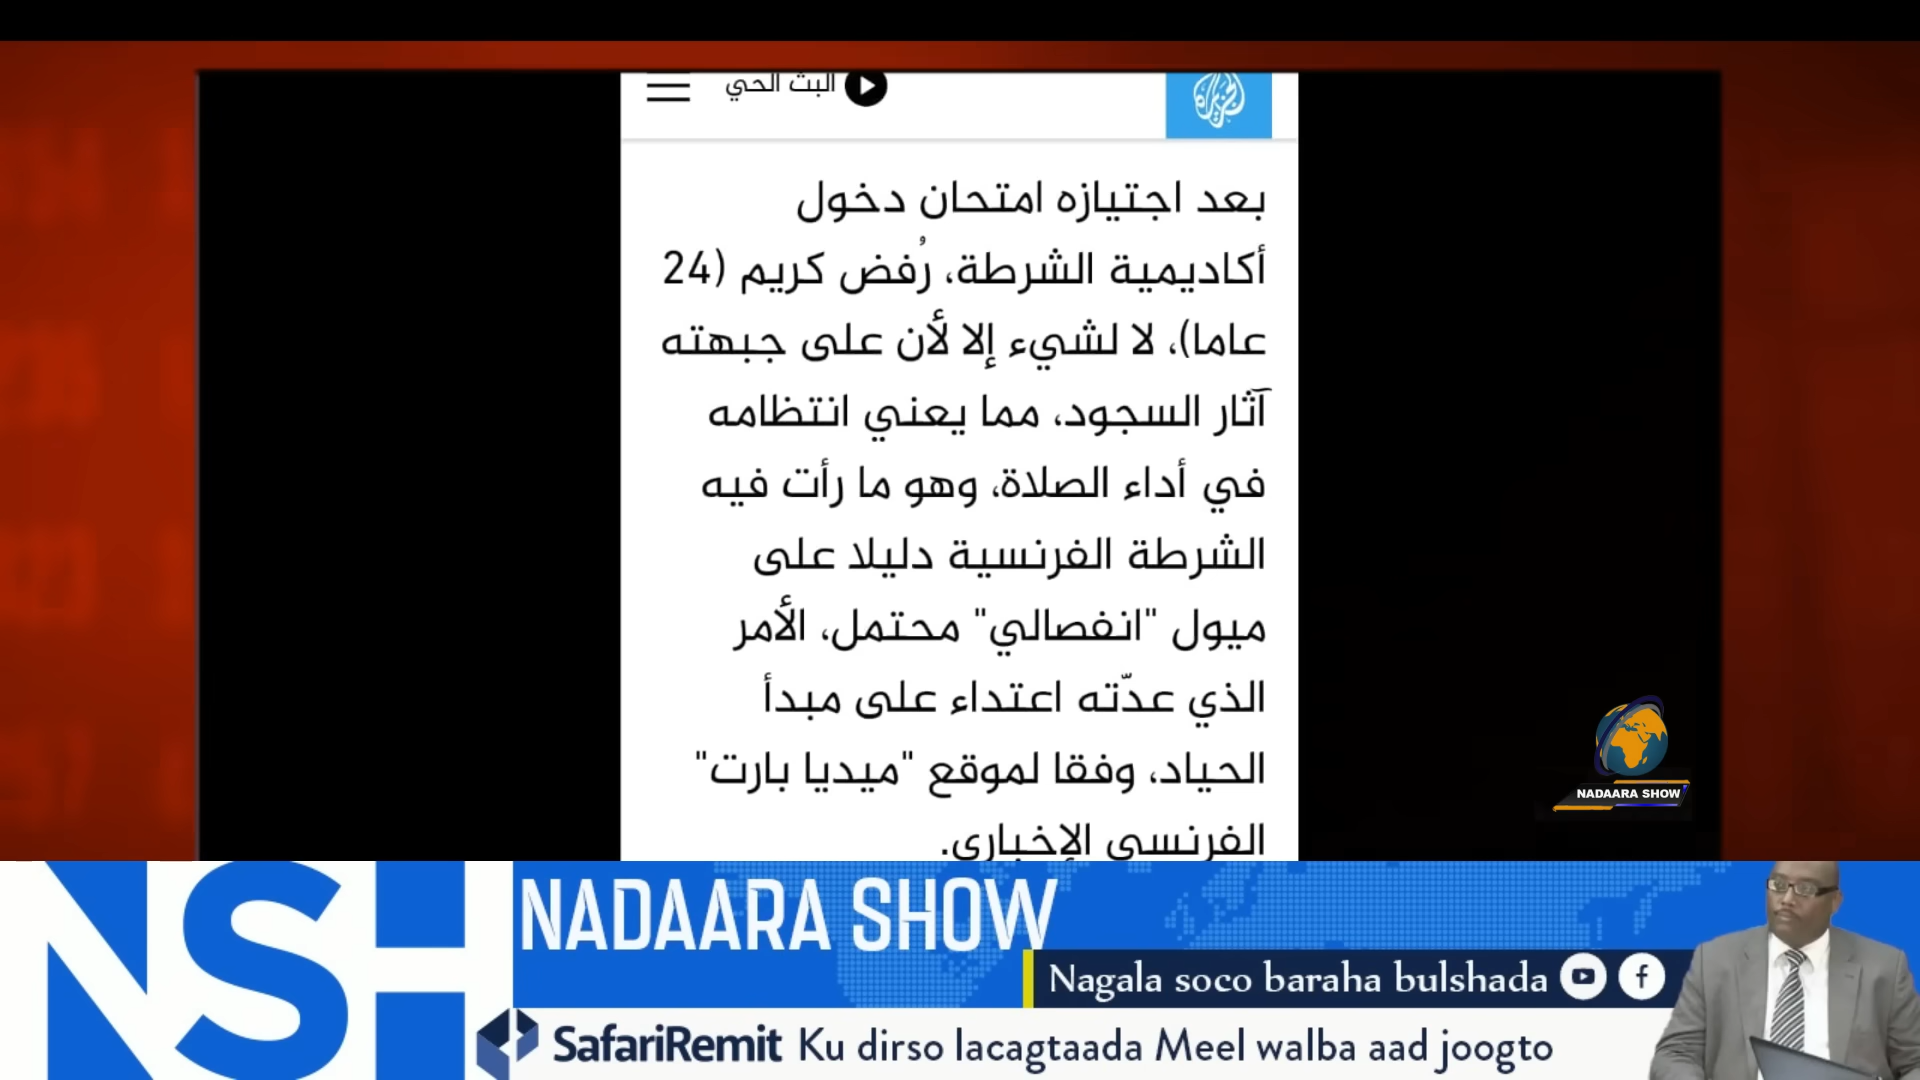 البث الحي
بعد اجتيازه امتحان دخول
أكاديمية الشرطة، رُفض كريم (24
عاما)، لا لشيء إلا لأن على جبهته
آثار السجود، مما يعني انتظامه
في أداء الصلاة، وهو ما رأت فيه
الشرطة الفرنسية دليلا على
ميول "انفصالي" محتمل، الأمر
الذي عدّته اعتداء على مبدأ
الحياد، وفقا لموقع "ميديا بارت"
الفرنسي الإخباري.
NADAARA SHOW
NSH
NADAARA SHOW
Nagala soco baraha bulshada
SafariRemit Ku dirso lacagtaada Meel walba aad joogto